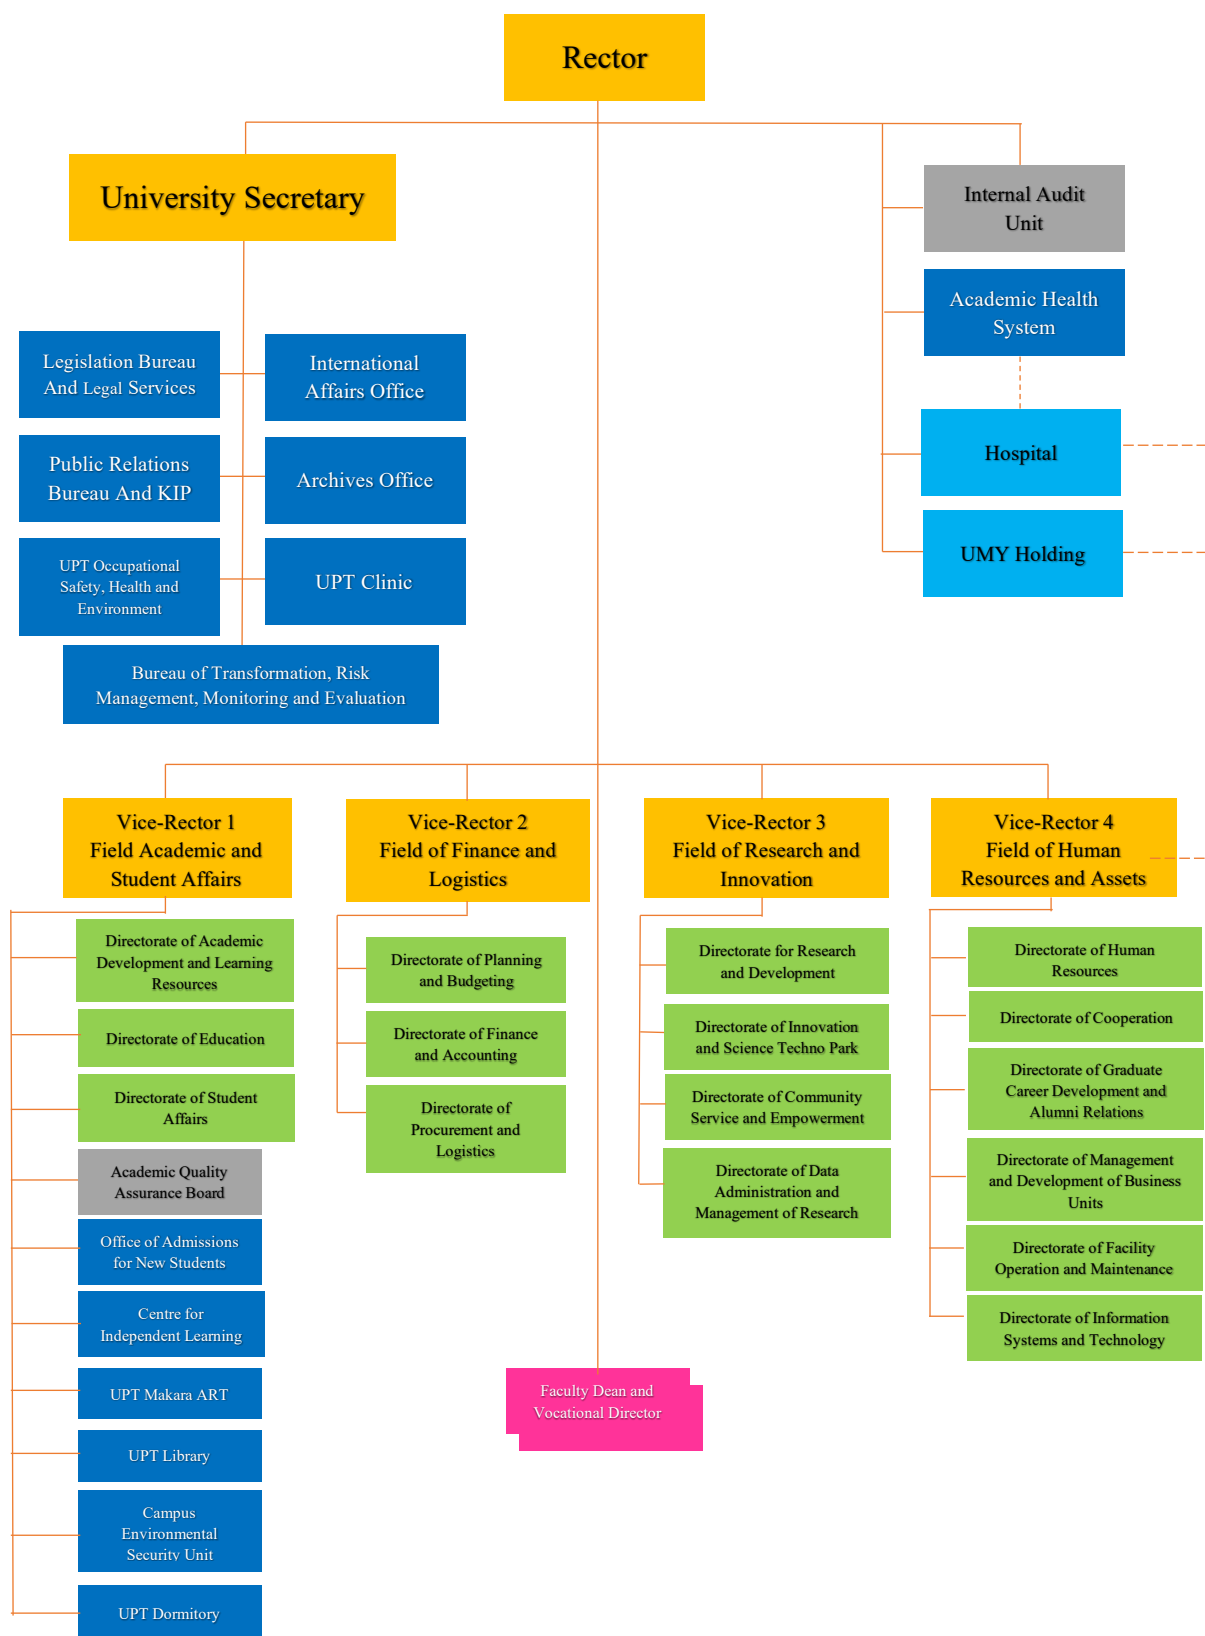 Rector
University Secretary
Internal Audit
Unit
Academic Health
System
Legislation Bureau
And Legal Services
International
Affairs Office
Hospital
Public Relations
Bureau And KIP
Archives Office
UMY Holding
UPT Occupational
Safety, Health and
Environment
UPT Clinic
Bureau of Transformation, Risk
Management, Monitoring and Evaluation
Vice-Rector 1
Field Academic and
Student Affairs
Vice-Rector 2
Field of Finance and
Logistics
Vice-Rector 3
Field of Research and
Innovation
Vice-Rector 4
Field of Human
Resources and Assets
Directorate of Academic
Development and Learning
Resources
Directorate of Education
Directorate of Student
Affairs
Academic Quality
Assurance Board
Office of Admissions
for New Students
Centre for
Independent Learning
UPT Makara ART
UPT Library
Campus
Environmental
Security Unit
UPT Dormitory
Directorate of Planning
and Budgeting
Directorate of Finance
and Accounting
Directorate of
Procurement and
Logistics
Directorate for Research
and Development
Directorate of Innovation
and Science Techno Park
Directorate of Community
Service and Empowerment
Directorate of Data
Administration and
Management of Research
Directorate of Human
Resources
Directorate of Cooperation
Directorate of Graduate
Career Development and
Alumni Relations
Directorate of Management
and Development of Business
Units
Directorate of Facility
Operation and Maintenance
Directorate of Information
Systems and Technology
Faculty Dean and
Vocational Director